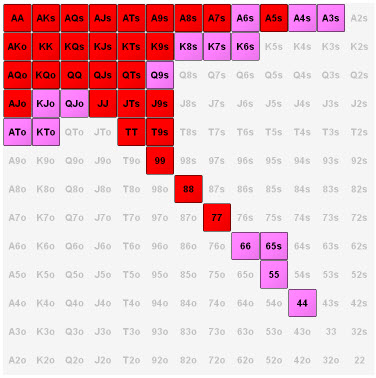 AA AKs AQs AJs ATs A9s A8s A7s A6s A5s A4s A3s A2s
AKo KK KQs KJs KTs K9s K8s K7s K6s K5s K4s K3s K2s
AQo KQo QQ QJs QTs Q9s Q8s Q7s Q6s Q5s Q4s Q3s Q2s
AJo KJo QJo JJ JTs J9s J8s J7s J6s J5s J4s J3s J2s
ATo KTo QTo JTo TT T9s T8s T7s T6s T5s T4s T3s T2s
A9o K9o Q9o J9o T9o 99 98s 97s 96s 95s 94s 93s 92s
A8o K8o Q8o J8o T8o 98o 88 87s 86s 85s 84s 83s 82s
A7o K7o Q7o J7o T7o 97o 87o 77 76s 75s 74s 73s 72s
A6o K6o Q6o J6o T6o 96o 86o 76o 66 65s 64s 63s 62s
A5o K5o Q5o J5o T5o 95o 85o 75o 65o 55 54s 53s 52s
A4o K4o Q4o J4o T4o 94o 84o 74o 64o 54o 44 43s 42s
A3o K3o Q3o J3o T3o 93o 83o 73o 63o 53o 43o 33 32s
A2o K2o Q2o J2o T2o 92o 82o 72o 62o 52o 42o 32o 22